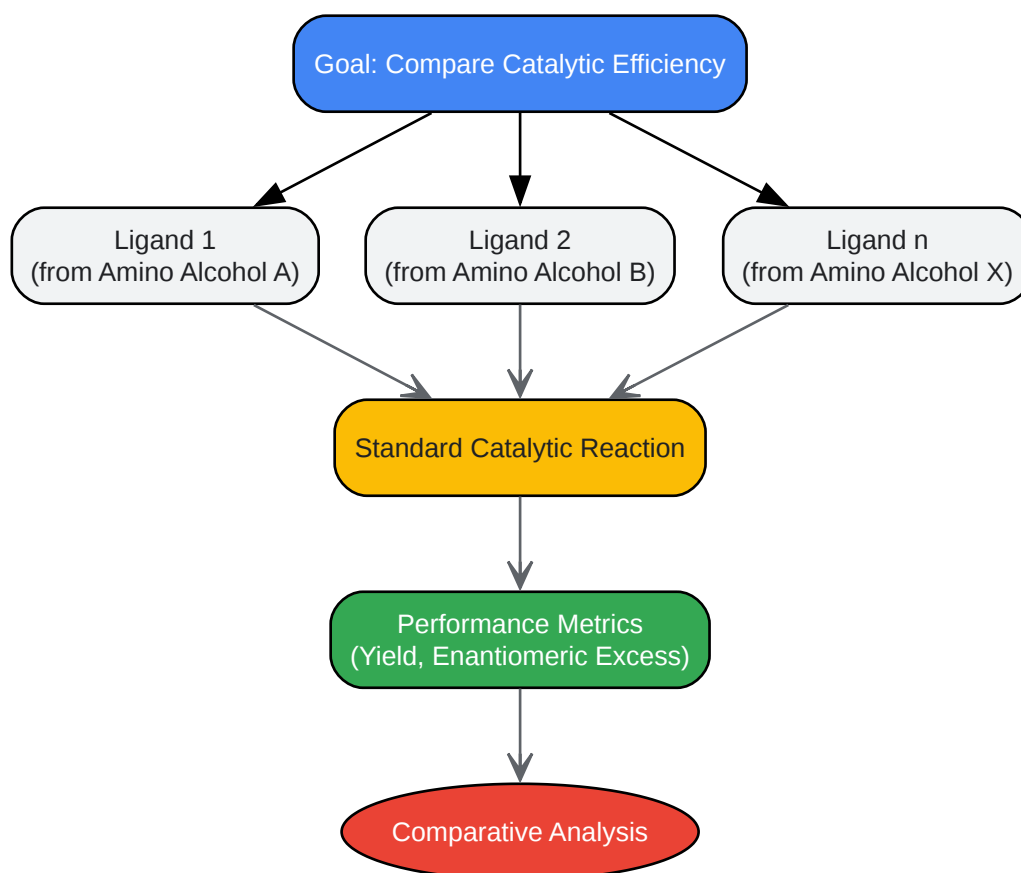 Goal: Compare Catalytic Efficiency
Ligand 1
(from Amino Alcohol A)
Ligand 2
(from Amino Alcohol B)
Ligand n
(from Amino Alcohol X)
Standard Catalytic Reaction
Performance Metrics
(Yield, Enantiomeric Excess)
Comparative Analysis